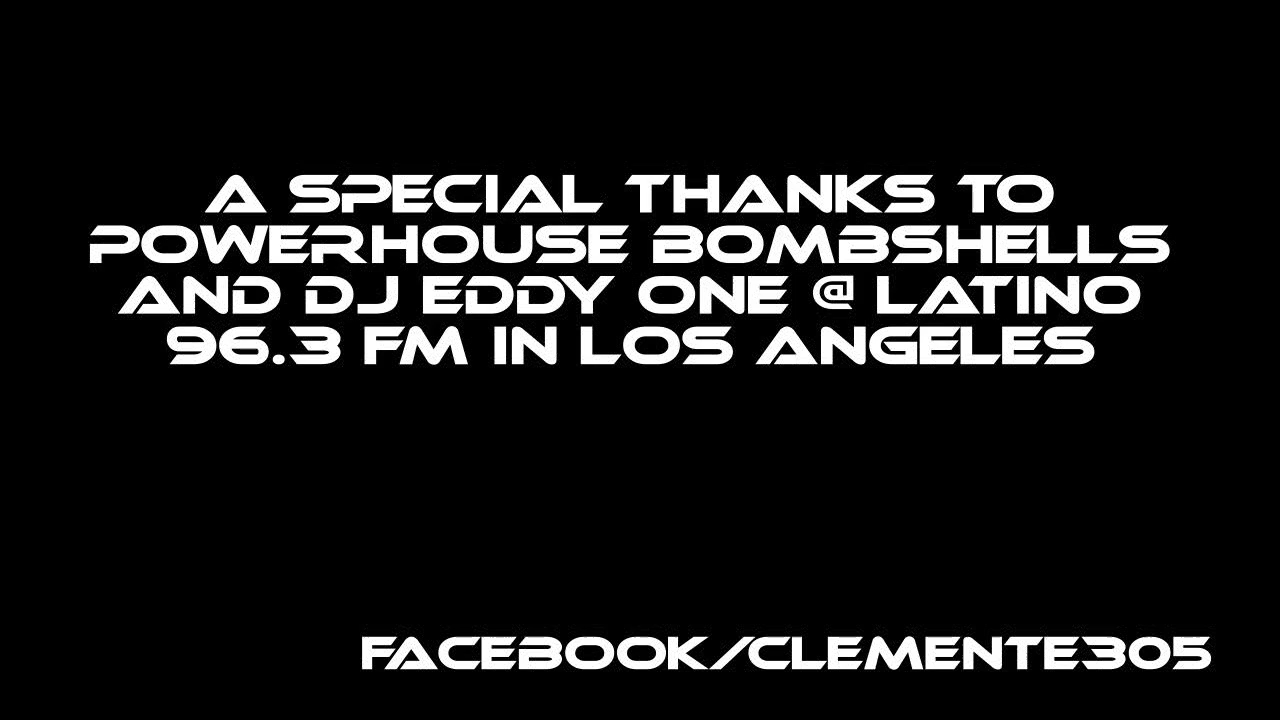 A SPECIAL THANKS TO
POWERHOUSE BOMBSHELLS
AND DJ EDDY ONE @ LATINO
96.3 FM IN LOS ANGELES
FACEBOOK/CLEMENTE305